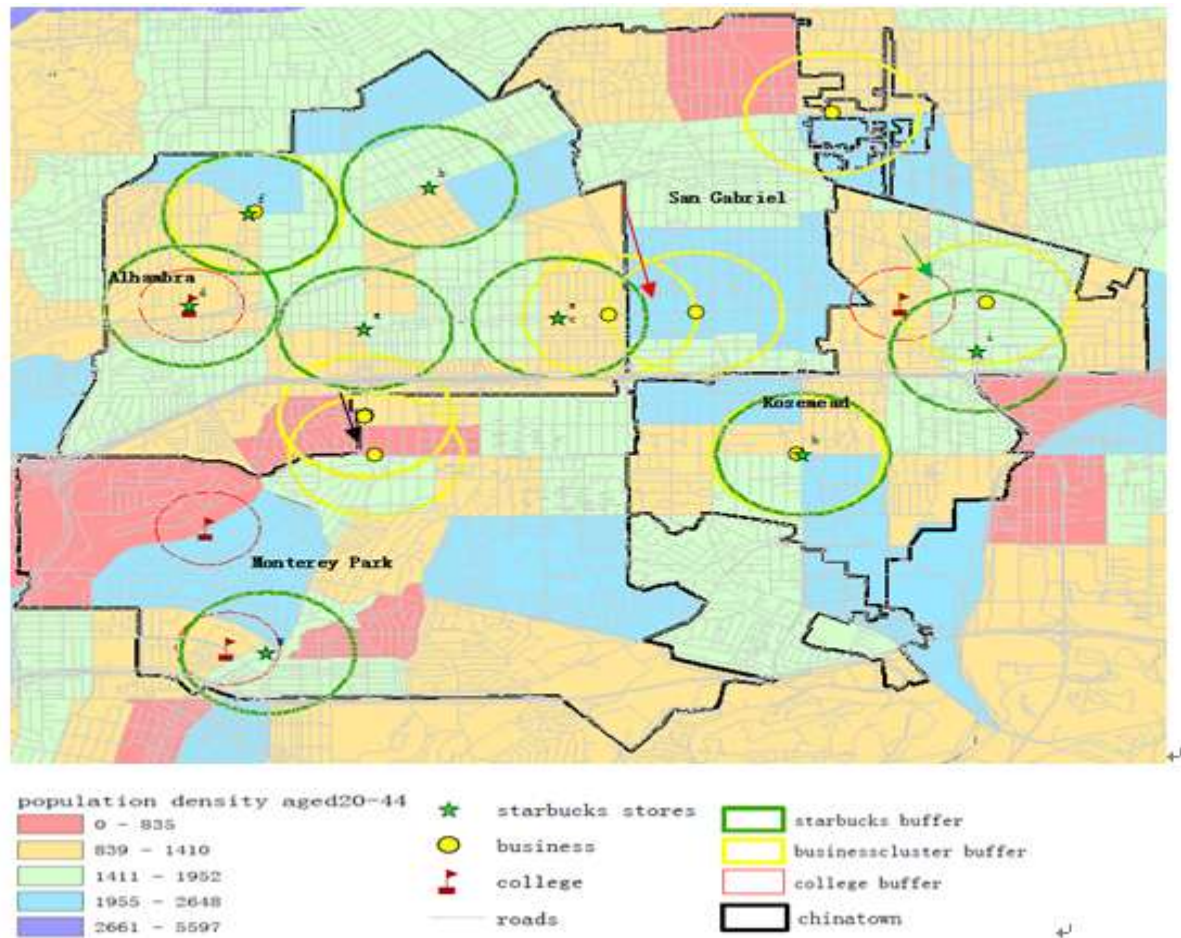 San Gabriel
Alhambra
Kosemead
Monterey Park
population density aged20-44
0 - 835
839 - 1410
1411 - 1952
1955 - 2648
2661 - 5597
starbucks stores
business
college
roads
starbucks buffer
businesscluster buffer
college buffer
chinatown